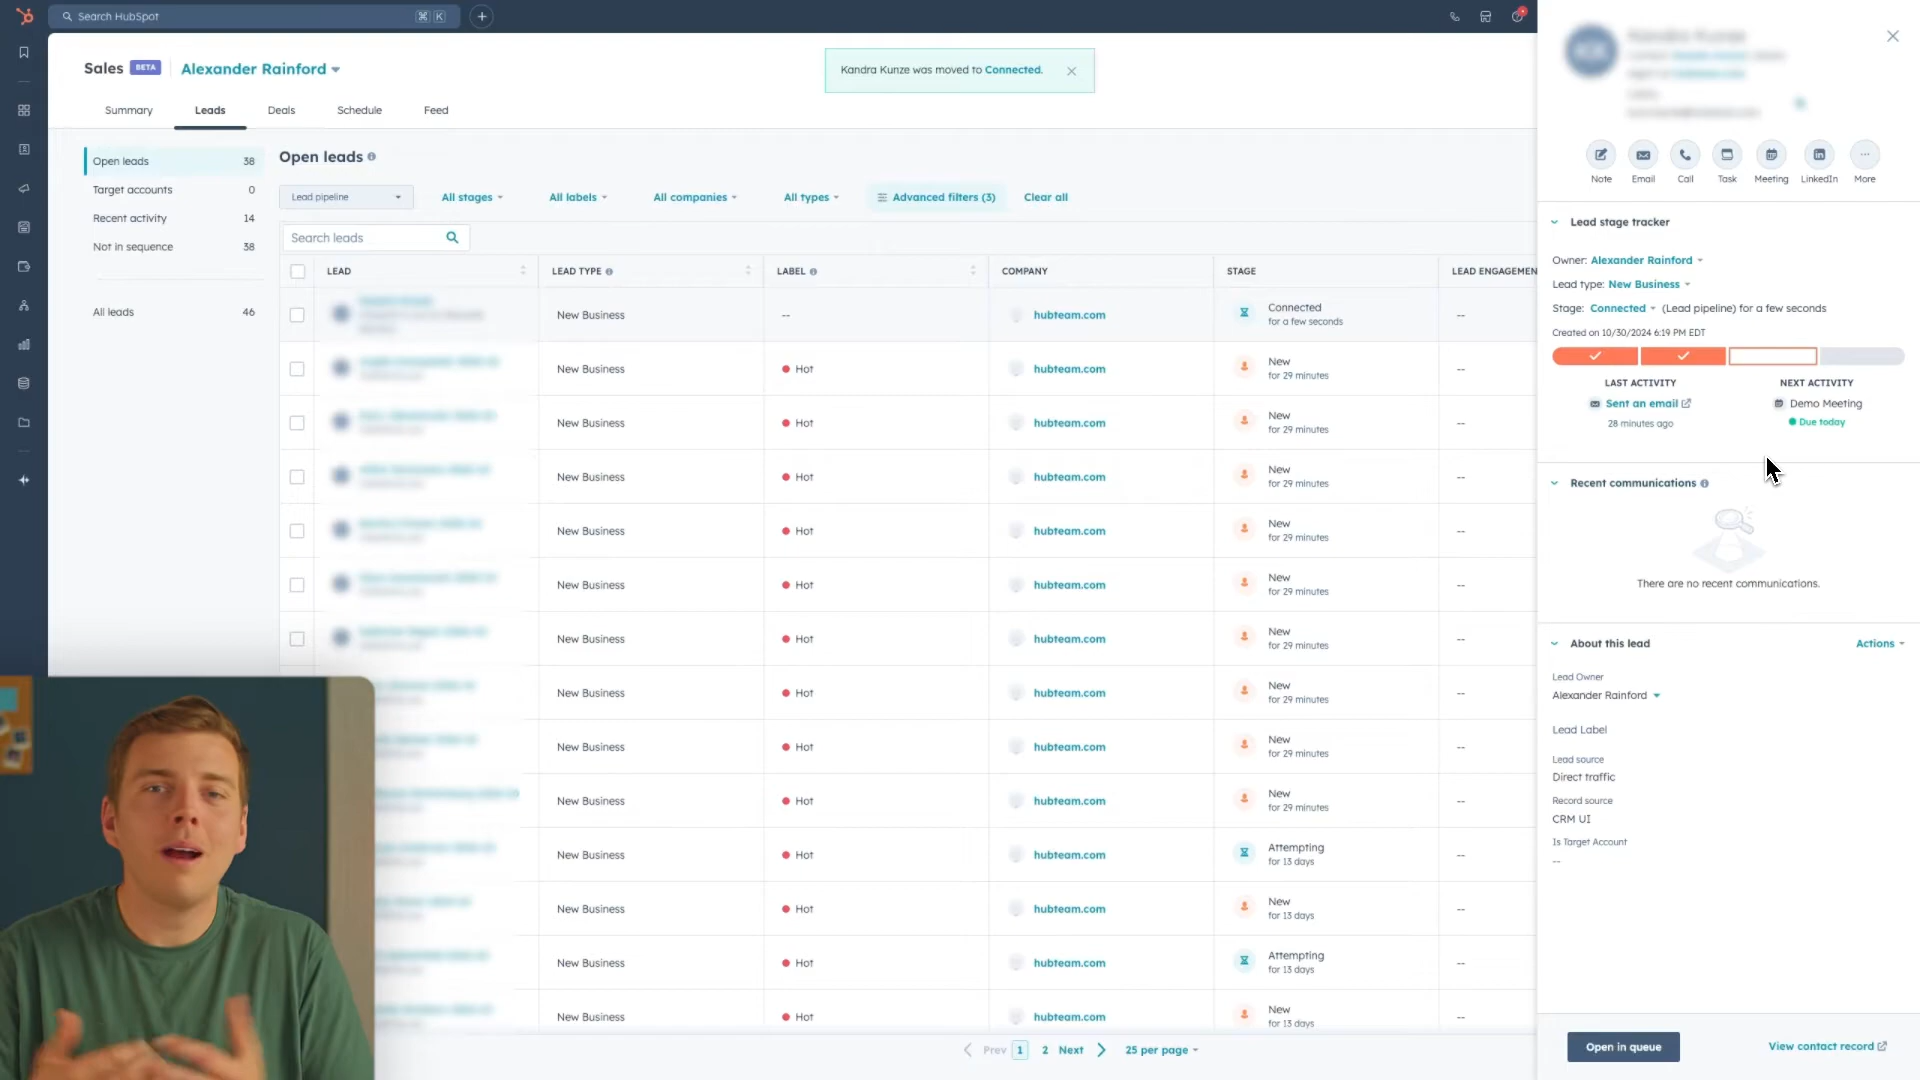 Search HubSpot
⌘ K
Sales BETA Alexander Rainford
Kandra Kunze was moved to Connected.
Summary Leads Deals Schedule Feed
Open leads 38
Target accounts 0
Recent activity 14
Not in sequence 38
All leads 46
Open leads
Lead pipeline All stages All labels All companies All types Advanced filters (3) Clear all
Search leads
LEAD LEAD TYPE LABEL COMPANY STAGE LEAD ENGAGEMEN
New Business -- hubteam.com Connected --
for a few seconds
New Business Hot hubteam.com New --
for 29 minutes
New Business Hot hubteam.com New --
for 29 minutes
New Business Hot hubteam.com New --
for 29 minutes
New Business Hot hubteam.com New --
for 29 minutes
New Business Hot hubteam.com New --
for 29 minutes
New Business Hot hubteam.com New --
for 29 minutes
New Business Hot hubteam.com New --
for 29 minutes
New Business Hot hubteam.com New --
for 29 minutes
New Business Hot hubteam.com New --
for 29 minutes
New Business Hot hubteam.com Attempting --
for 13 days
New Business Hot hubteam.com New --
for 13 days
New Business Hot hubteam.com Attempting --
for 13 days
New Business Hot hubteam.com New --
for 13 days
Prev 1 2 Next 25 per page
Note Email Call Task Meeting LinkedIn More
Lead stage tracker
Owner: Alexander Rainford
Lead type: New Business
Stage: Connected (Lead pipeline) for a few seconds
Created on 10/30/2024 6:19 PM EDT
LAST ACTIVITY NEXT ACTIVITY
Sent an email Demo Meeting
28 minutes ago Due today
Recent communications
There are no recent communications.
About this lead Actions
Lead Owner
Alexander Rainford
Lead Label
Lead source
Direct traffic
Record source
CRM UI
Is Target Account
--
Open in queue View contact record